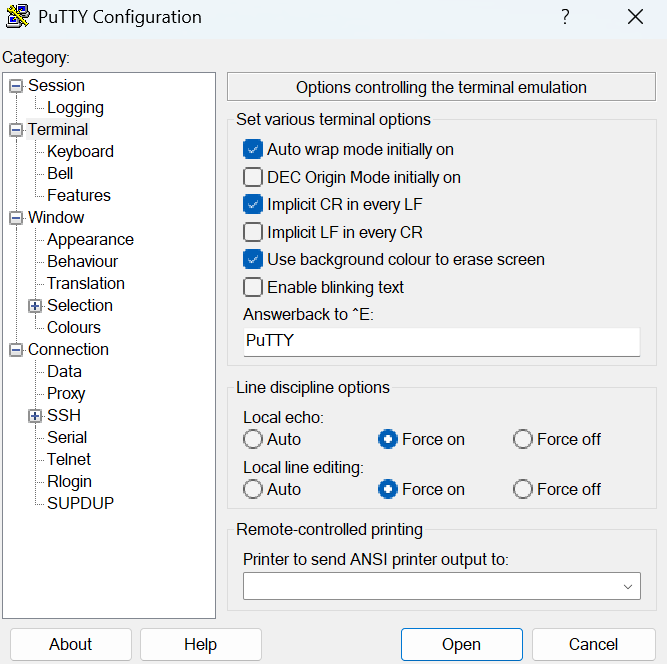 PuTTY Configuration
Category:
Session
Logging
Terminal
Keyboard
Bell
Features
Window
Appearance
Behaviour
Translation
Selection
Colours
Connection
Data
Proxy
SSH
Serial
Telnet
Rlogin
SUPDUP
Options controlling the terminal emulation
Set various terminal options
Auto wrap mode initially on
DEC Origin Mode initially on
Implicit CR in every LF
Implicit LF in every CR
Use background colour to erase screen
Enable blinking text
Answerback to ^E:
PuTTY
Line discipline options
Local echo:
Auto Force on Force off
Local line editing:
Auto Force on Force off
Remote-controlled printing
Printer to send ANSI printer output to:
About Help Open Cancel